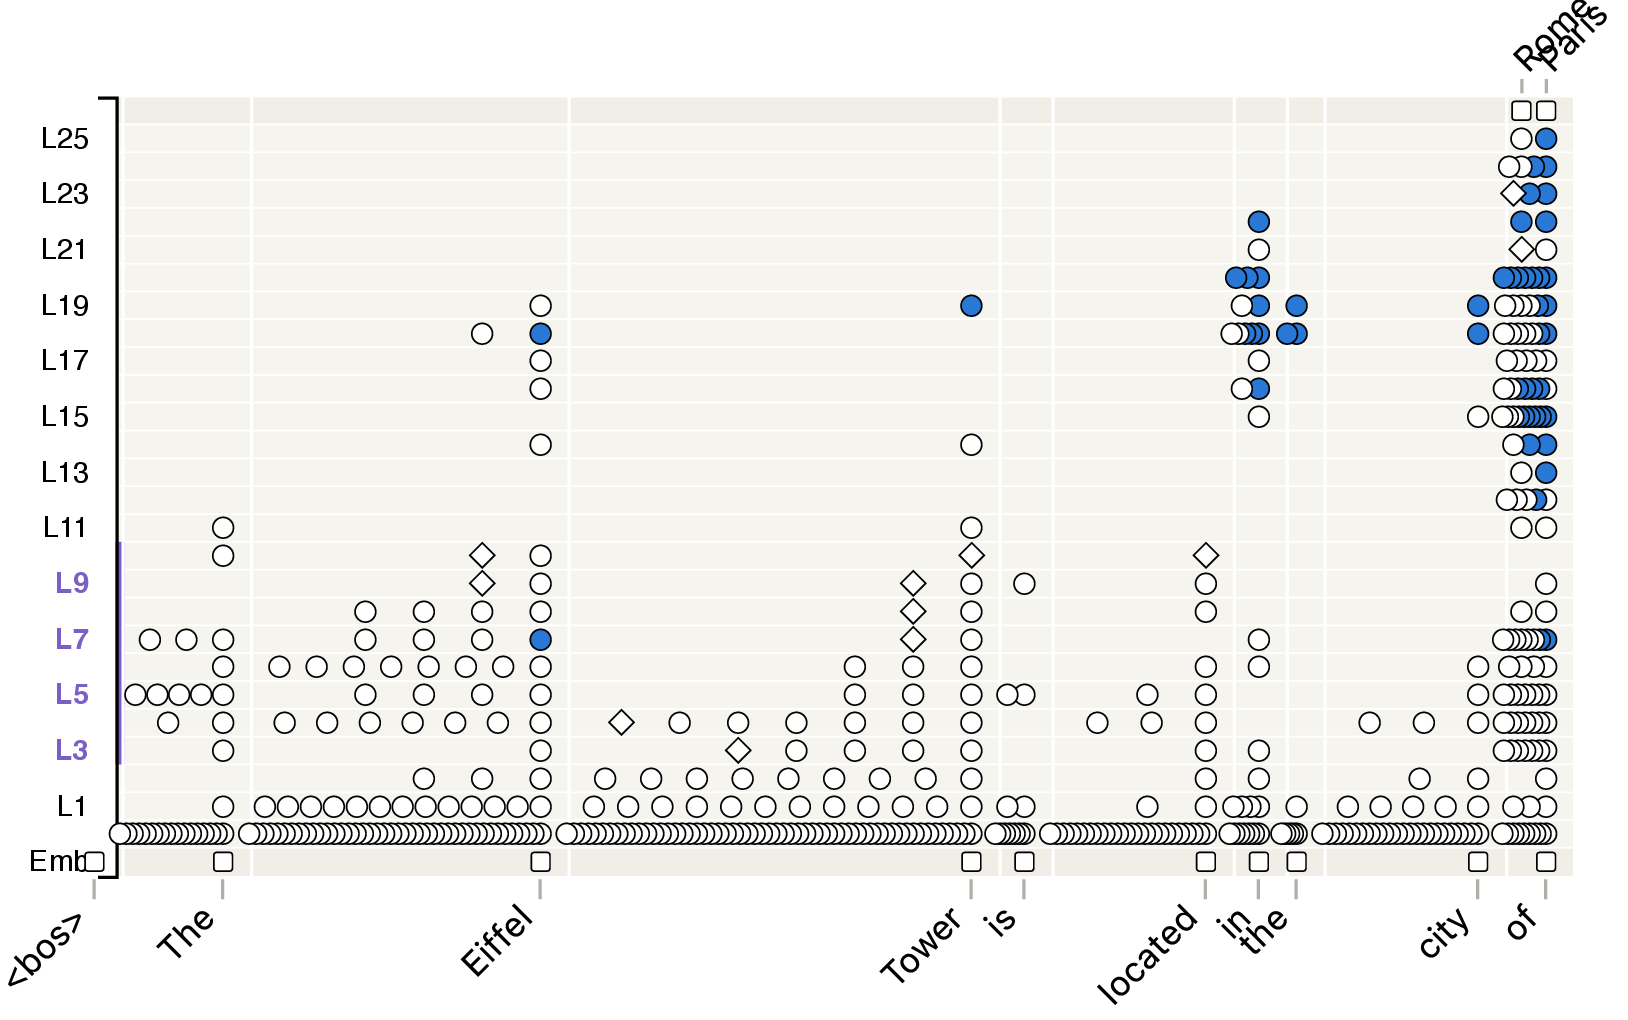 Rome
Paris
L25
L23
L21
L19
L17
L15
L13
L11
L9
L7
L5
L3
L1
Emb
<bos>
The
Eiffel
Tower
is
located
in
the
city
of